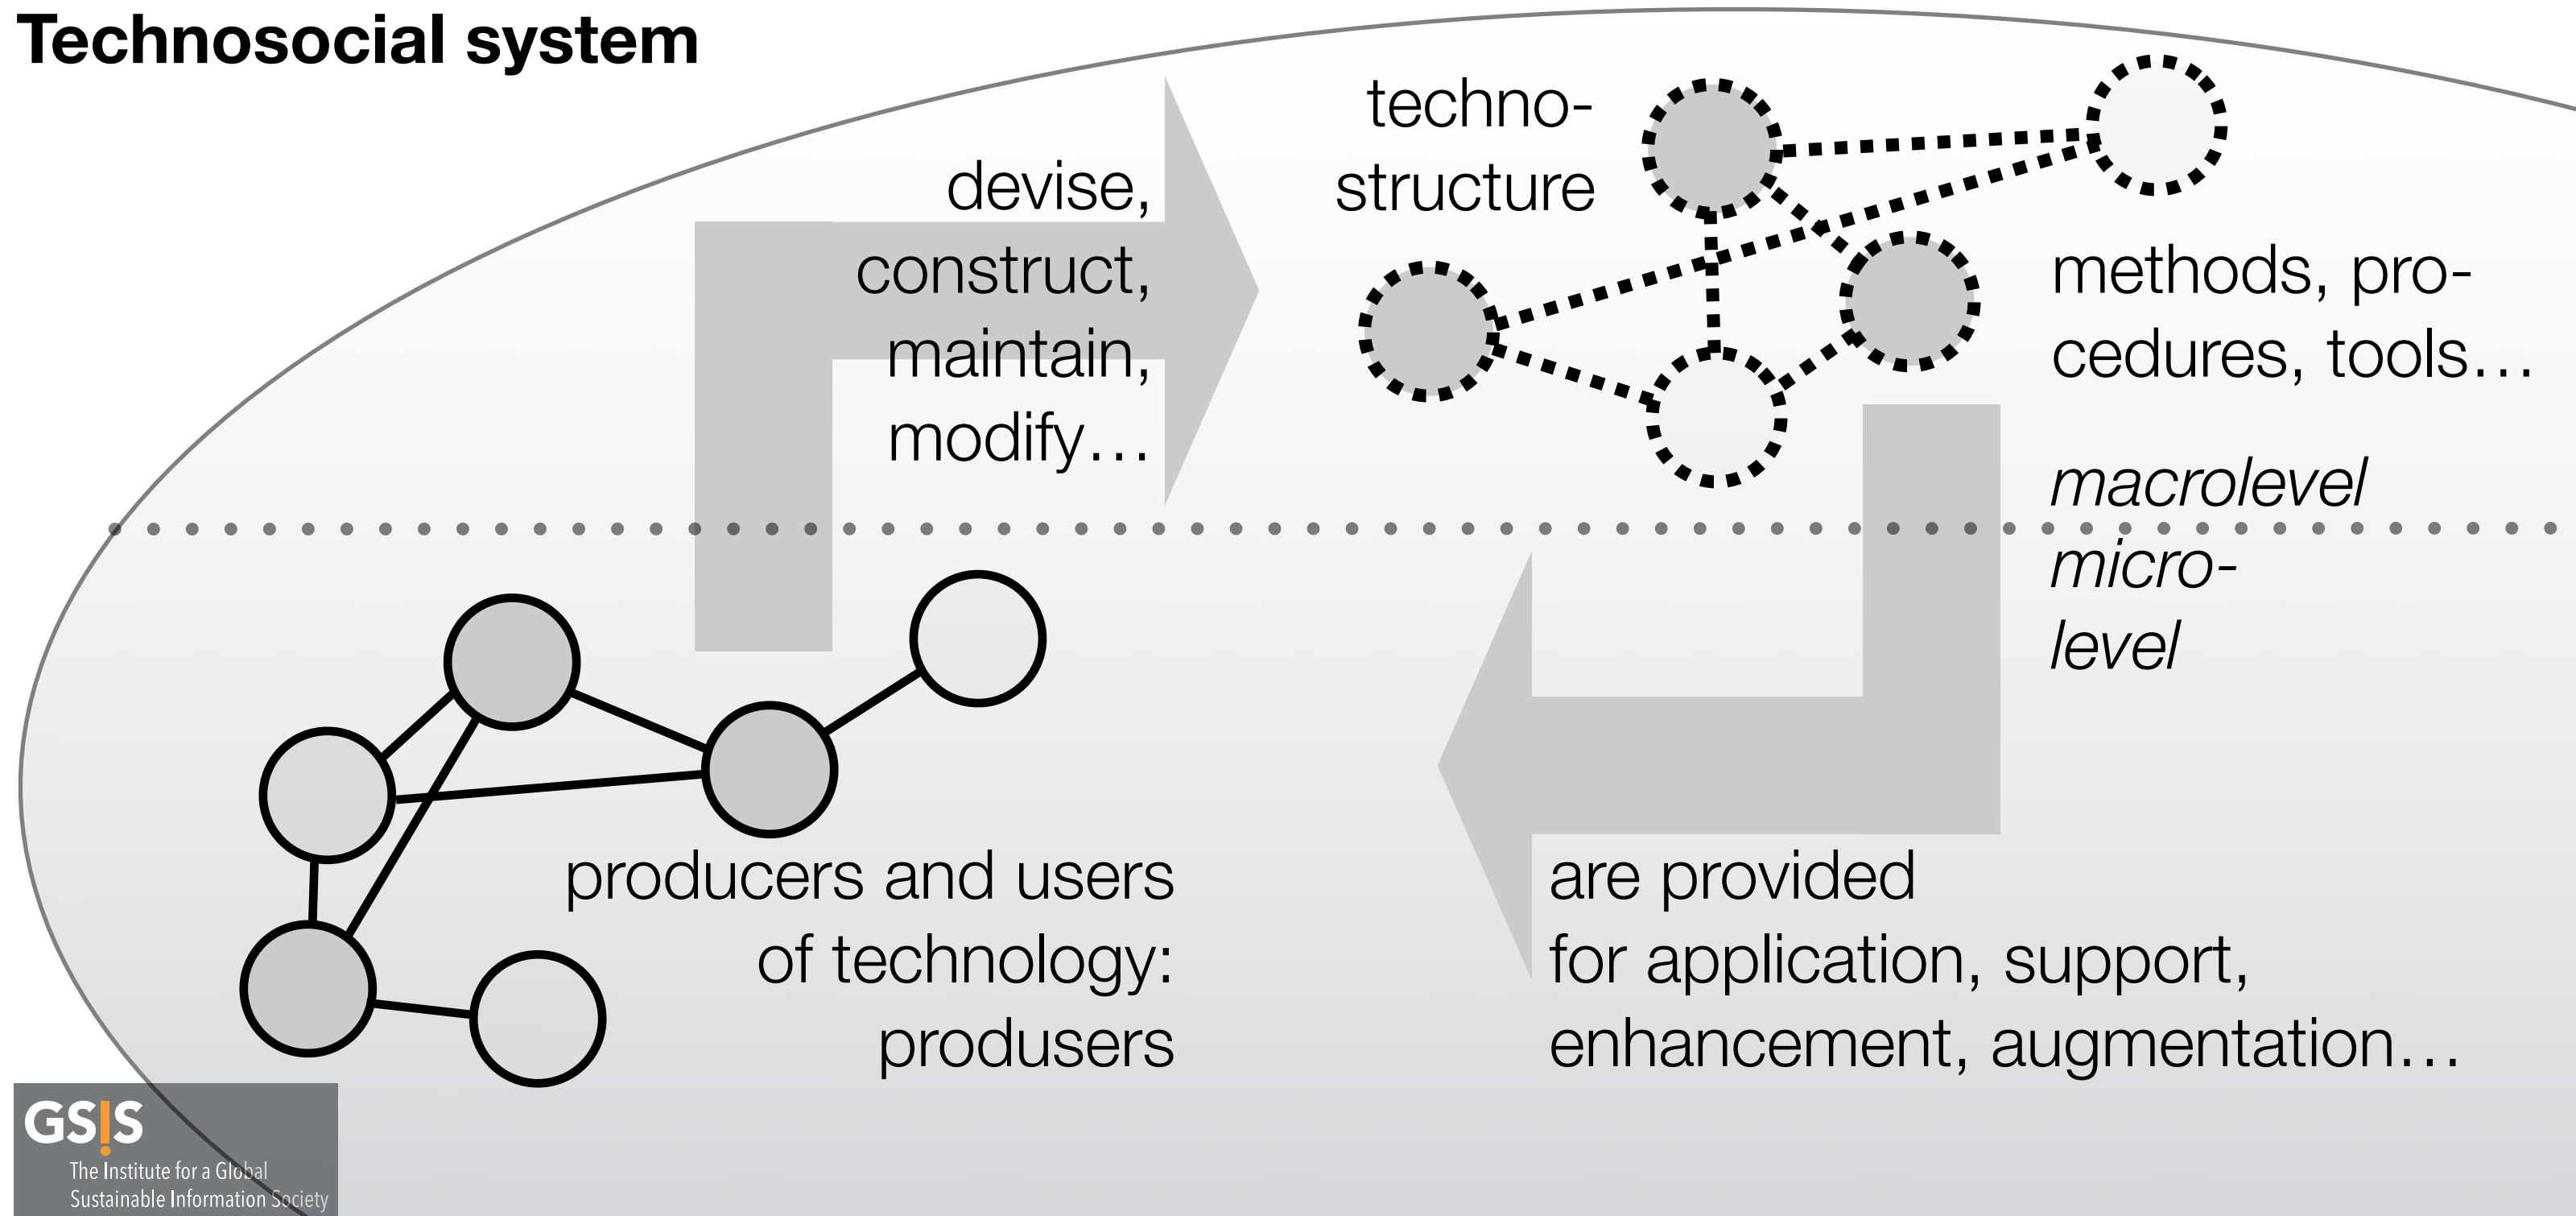 Technosocial system
techno-
structure
devise,
construct,
maintain,
modify…
methods, pro-
cedures, tools…
macrolevel
micro-
level
producers and users
of technology:
produsers
are provided
for application, support,
enhancement, augmentation…
GS!S
The Institute for a Global
Sustainable Information Society